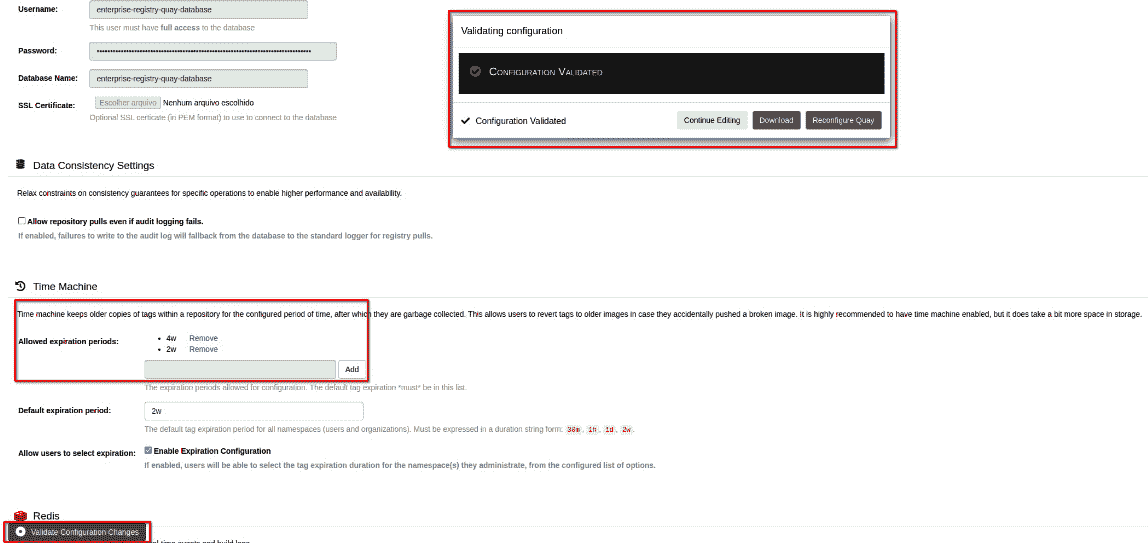 Username:
enterprise-registry-quay-database
This user must have full access to the database
Password:
Database Name:
enterprise-registry-quay-database
SSL Certificate:
Escolher arquivo Nenhum arquivo escolhido
Optional SSL certicate (in PEM format) to use to connect to the database
Validating configuration
Configuration Validated
Configuration Validated
Continue Editing
Download
Reconfigure Quay
Data Consistency Settings
Relax constraints on consistency guarantees for specific operations to enable higher performance and availability.
Allow repository pulls even if audit logging fails.
If enabled, failures to write to the audit log will fallback from the database to the standard logger for registry pulls.
Time Machine
Time machine keeps older copies of tags within a repository for the configured period of time, after which they are garbage collected. This allows users to revert tags to older images in case they accidentally pushed a broken image. It is highly recommended to have time machine enabled, but it does take a bit more space in storage.
Allowed expiration periods:
4w Remove
2w Remove
Add
The expiration periods allowed for configuration. The default tag expiration *must* be in this list.
Default expiration period:
2w
The default tag expiration period for all namespaces (users and organizations). Must be expressed in a duration string form: 30m, 1h, 1d, 2w.
Allow users to select expiration:
Enable Expiration Configuration
If enabled, users will be able to select the tag expiration duration for the namespace(s) they administrate, from the configured list of options.
Redis
Validate Configuration Changes